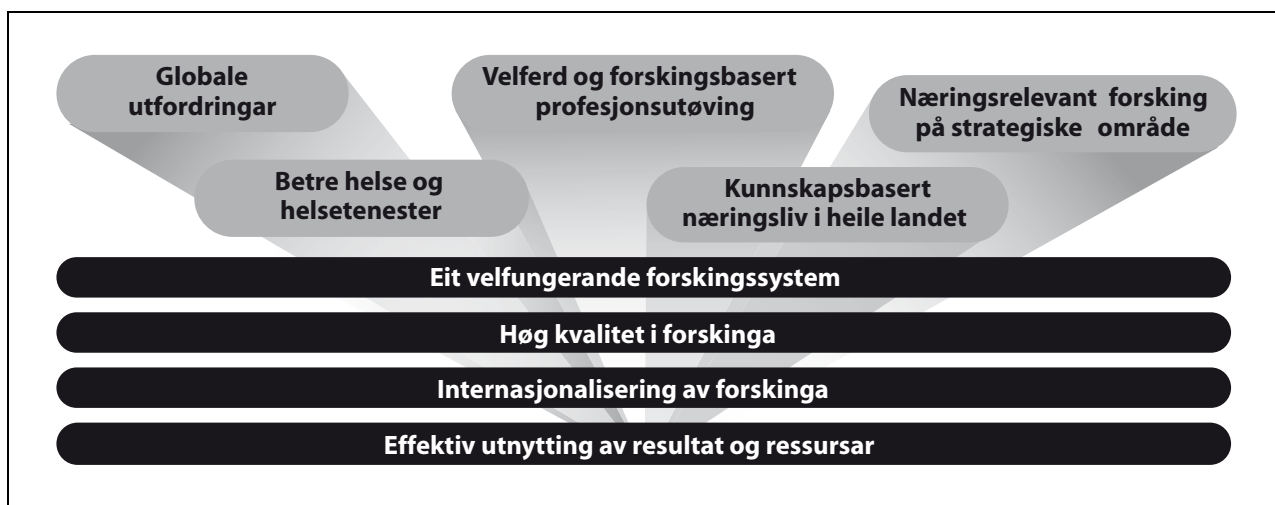 Globale
utfordringar
Velferd og forskingsbasert
profesjonsutøving
Næringsrelevant forsking
på strategiske område
Betre helse og
helsetenester
Kunnskapsbasert
næringsliv i heile landet
Eit velfungerande forskingssystem
Høg kvalitet i forskinga
Internasjonalisering av forskinga
Effektiv utnytting av resultat og ressursar